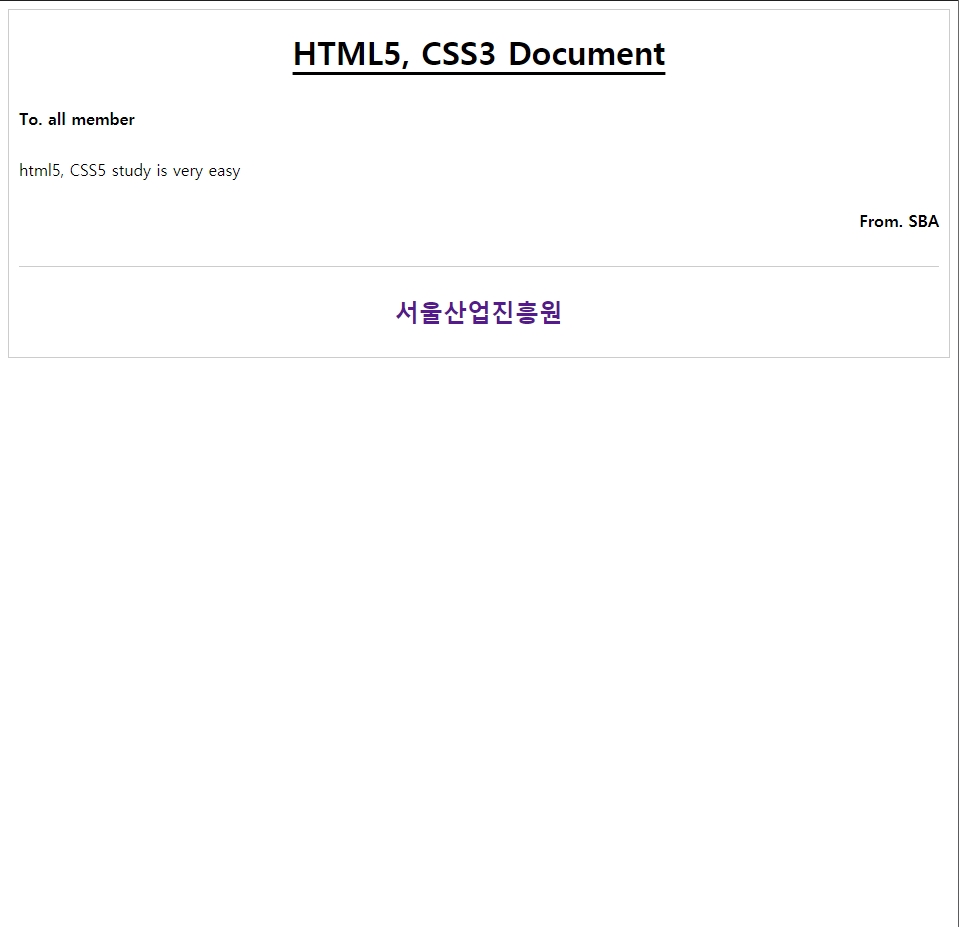 HTML5, CSS3 Document
To. all member
html5, CSS5 study is very easy
From. SBA
서울산업진흥원